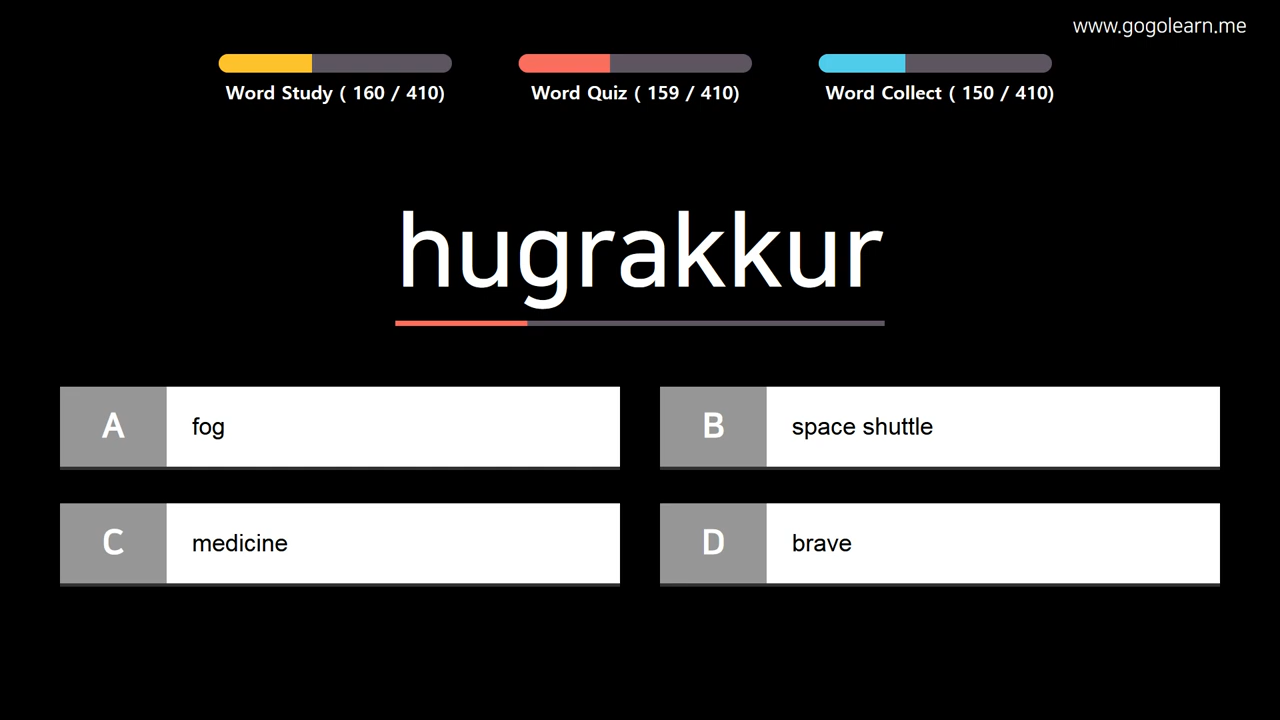 www.gogolearn.me
Word Study ( 160 / 410)
Word Quiz ( 159 / 410)
Word Collect ( 150 / 410)
hugrakkur
A fog
B space shuttle
C medicine
D brave